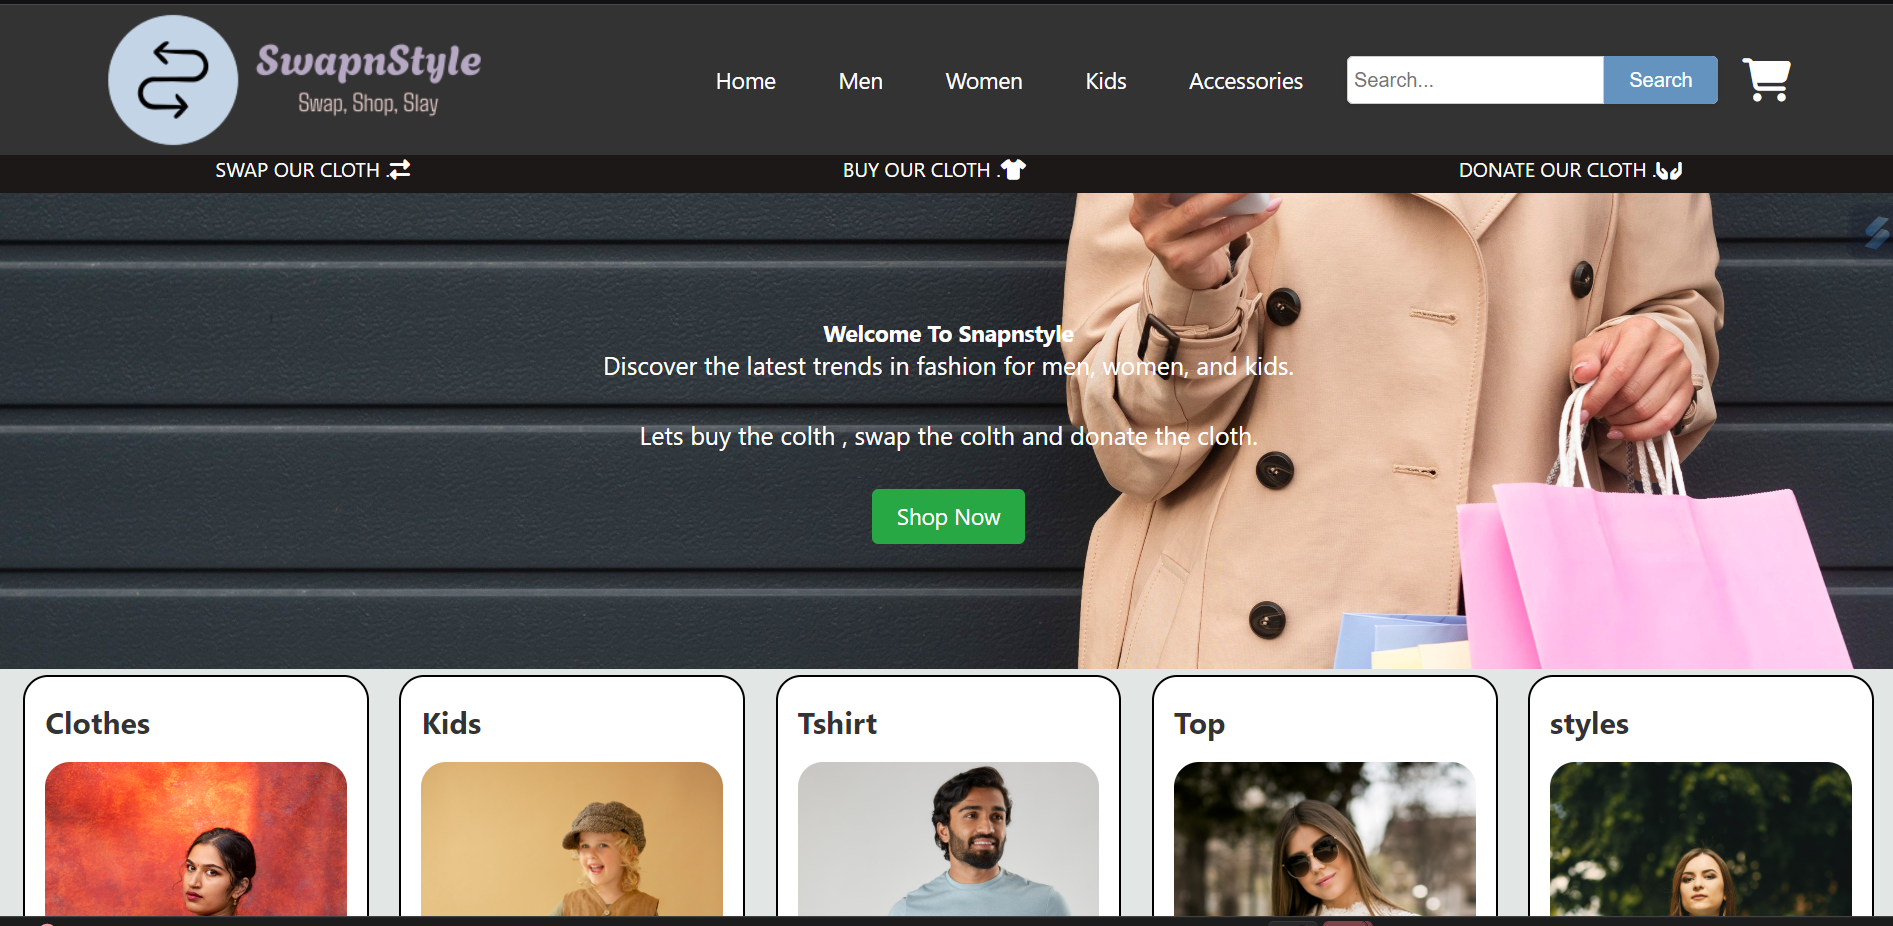 SwapnStyle
Swap, Shop, Slay
Home Men Women Kids Accessories Search... Search
SWAP OUR CLOTH . BUY OUR CLOTH . DONATE OUR CLOTH .
Welcome To Snapnstyle
Discover the latest trends in fashion for men, women, and kids.
Lets buy the colth , swap the colth and donate the cloth.
Shop Now
Clothes Kids Tshirt Top styles